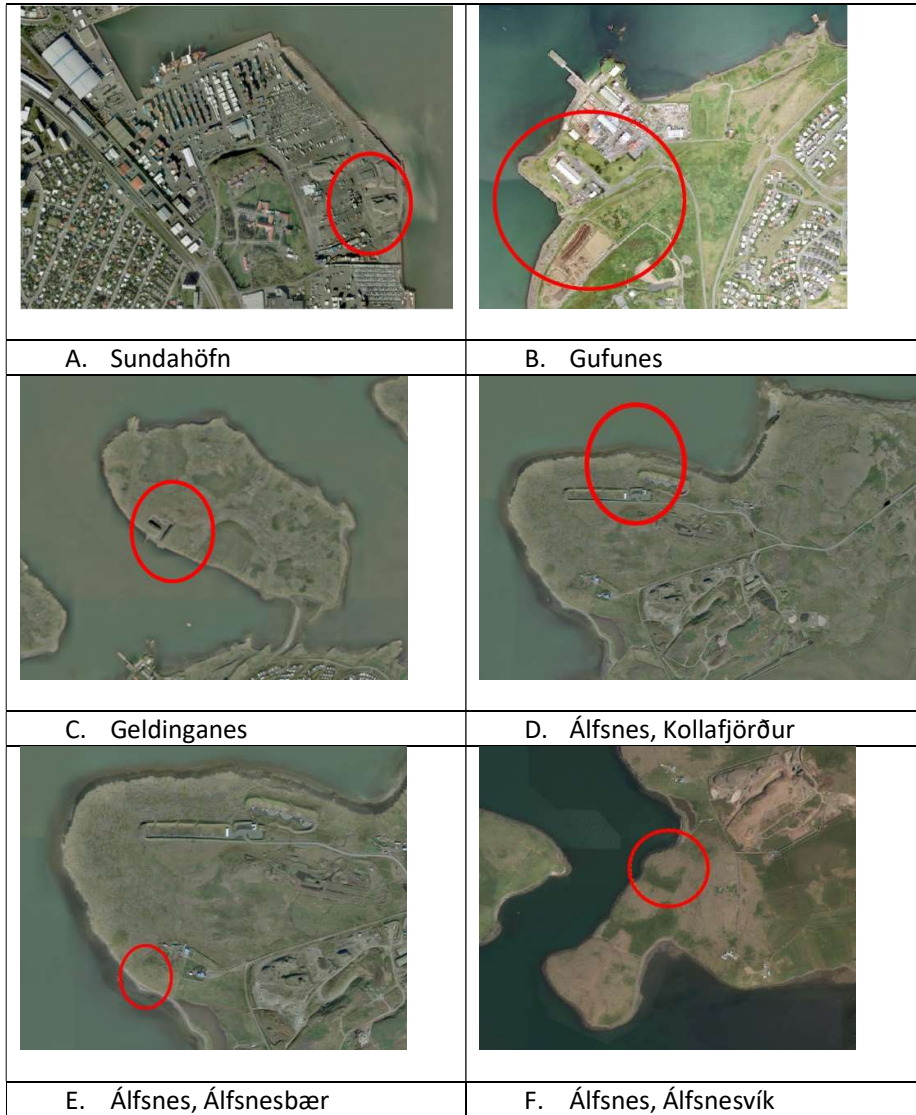 A. Sundahöfn
B. Gufunes
C. Geldinganes
D. Álfsnes, Kollafjörður
E. Álfsnes, Álfsnesbær
F. Álfsnes, Álfsnesvík